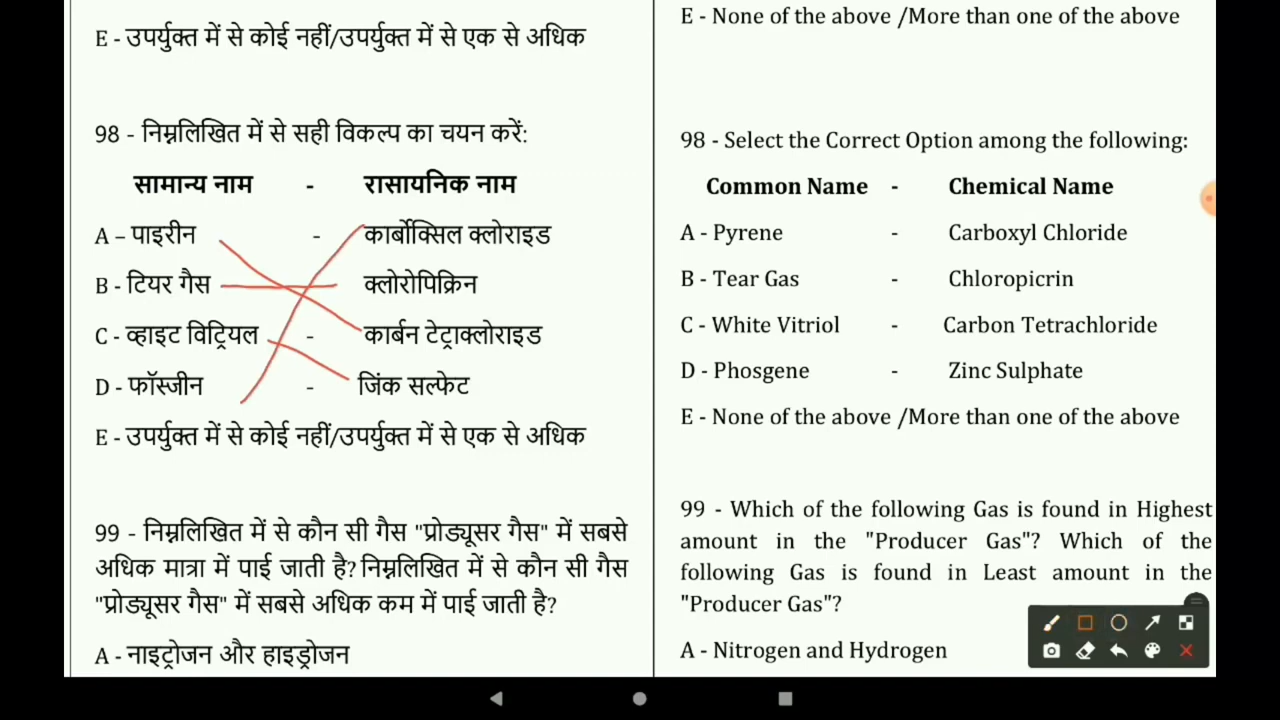 E - उपर्युक्त में से कोई नहीं/उपर्युक्त में से एक से अधिक
98 - निम्नलिखित में से सही विकल्प का चयन करें:
सामान्य नाम - रासायनिक नाम
A – पाइरीन - कार्बोक्सिल क्लोराइड
B - टियर गैस क्लोरोपिक्रिन
C - व्हाइट विट्रियल - कार्बन टेट्राक्लोराइड
D - फॉस्जीन - जिंक सल्फेट
E - उपर्युक्त में से कोई नहीं/उपर्युक्त में से एक से अधिक
99 - निम्नलिखित में से कौन सी गैस "प्रोड्यूसर गैस" में सबसे
अधिक मात्रा में पाई जाती है? निम्नलिखित में से कौन सी गैस
"प्रोड्यूसर गैस" में सबसे अधिक कम में पाई जाती है?
A - नाइट्रोजन और हाइड्रोजन
E - None of the above /More than one of the above
98 - Select the Correct Option among the following:
Common Name - Chemical Name
A - Pyrene - Carboxyl Chloride
B - Tear Gas - Chloropicrin
C - White Vitriol - Carbon Tetrachloride
D - Phosgene - Zinc Sulphate
E - None of the above /More than one of the above
99 - Which of the following Gas is found in Highest
amount in the "Producer Gas"? Which of the
following Gas is found in Least amount in the
"Producer Gas"?
A - Nitrogen and Hydrogen